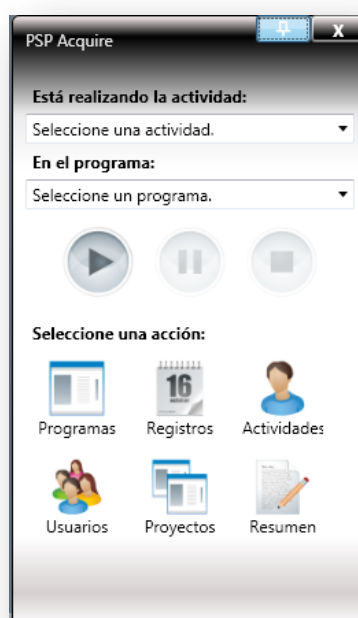 PSP Acquire
X
Está realizando la actividad:
Seleccione una actividad.
En el programa:
Seleccione un programa.
Seleccione una acción:
16
Programas Registros Actividades
Usuarios Proyectos Resumen